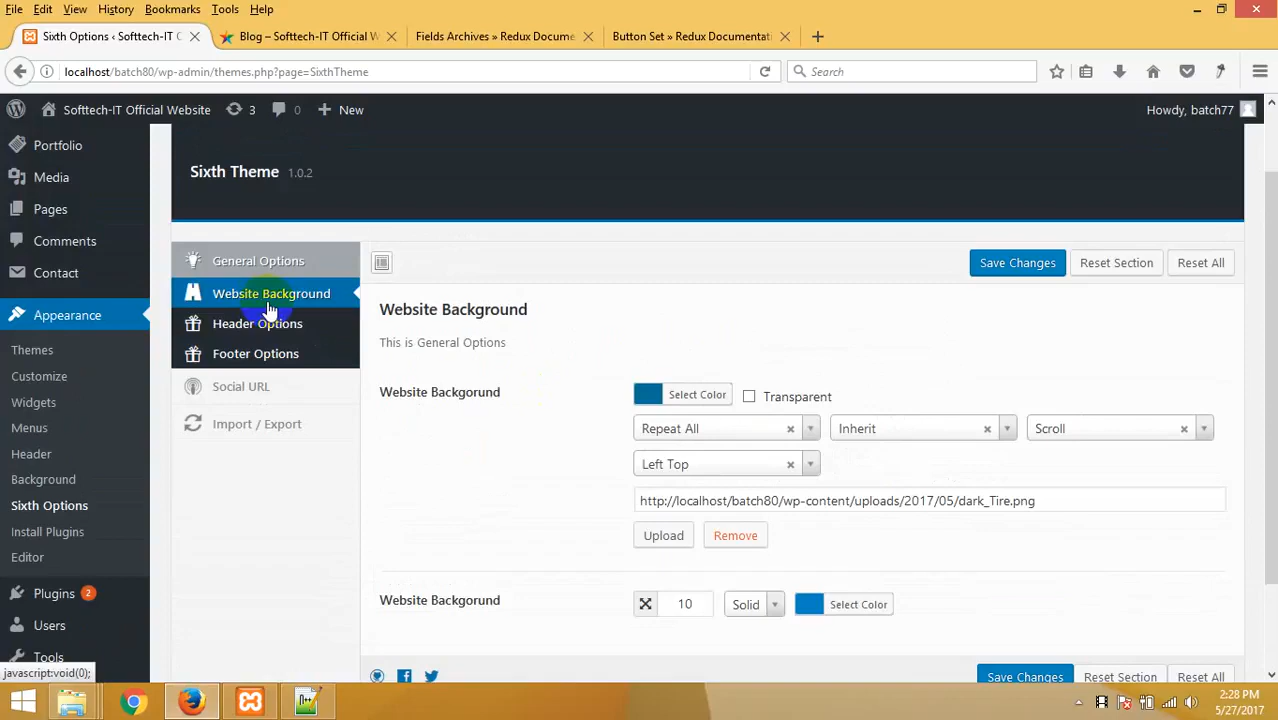 File Edit View History Bookmarks Tools Help
Sixth Options ‹ Softtech-IT O
Blog – Softtech-IT Official W
Fields Archives » Redux Docume
Button Set » Redux Documentati
localhost/batch80/wp-admin/themes.php?page=SixthTheme
Search
Softtech-IT Official Website 3 0 New Howdy, batch77
Portfolio
Media
Pages
Comments
Contact
Appearance
Themes
Customize
Widgets
Menus
Header
Background
Sixth Options
Install Plugins
Editor
Plugins 2
Users
Tools
javascript:void(0);
Sixth Theme 1.0.2
General Options
Website Background
Header Options
Footer Options
Social URL
Import / Export
Save Changes Reset Section Reset All
Website Background
This is General Options
Website Backgorund
Select Color Transparent
Repeat All Inherit Scroll
Left Top
http://localhost/batch80/wp-content/uploads/2017/05/dark_Tire.png
Upload Remove
Website Backgorund
10 Solid Select Color
Save Changes Reset Section Reset All
2:28 PM
5/27/2017